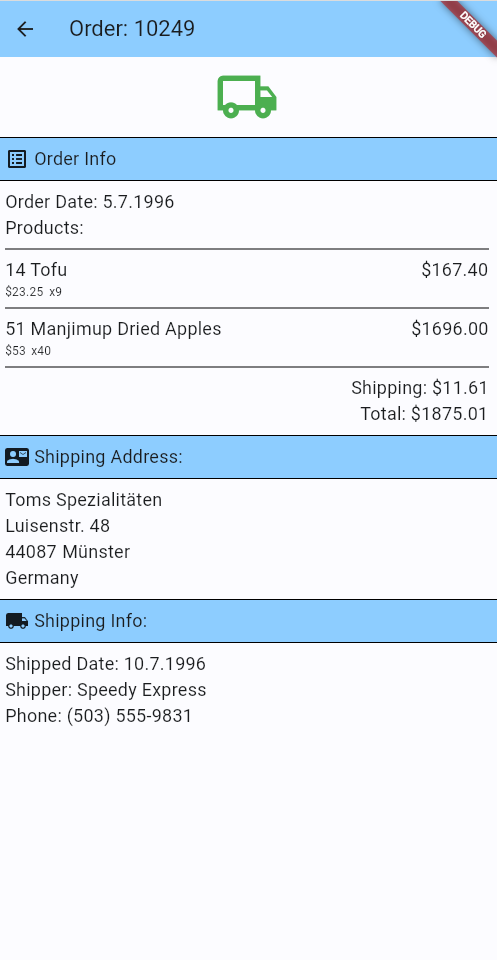 Order: 10249
DEBUG
Order Info
Order Date: 5.7.1996
Products:
14 Tofu $167.40
$23.25 x9
51 Manjimup Dried Apples $1696.00
$53 x40
Shipping: $11.61
Total: $1875.01
Shipping Address:
Toms Spezialitäten
Luisenstr. 48
44087 Münster
Germany
Shipping Info:
Shipped Date: 10.7.1996
Shipper: Speedy Express
Phone: (503) 555-9831